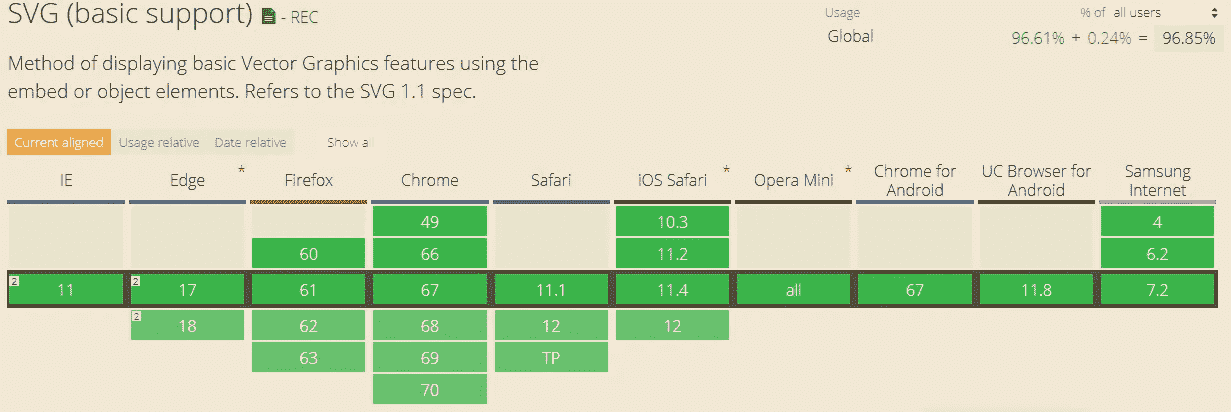 SVG (basic support) - REC
Usage % of all users
Global 96.61% + 0.24% = 96.85%
Method of displaying basic Vector Graphics features using the
embed or object elements. Refers to the SVG 1.1 spec.
Current aligned Usage relative Date relative Show al
IE Edge * Firefox Chrome Safari iOS Safari * Opera Mini * Chrome for Android UC Browser for Android Samsung Internet
49 10.3 4
60 66 11.2 6.2
2 11 2 17 61 67 11.1 11.4 all 67 11.8 7.2
2 18 62 68 12 12
63 69 TP
70